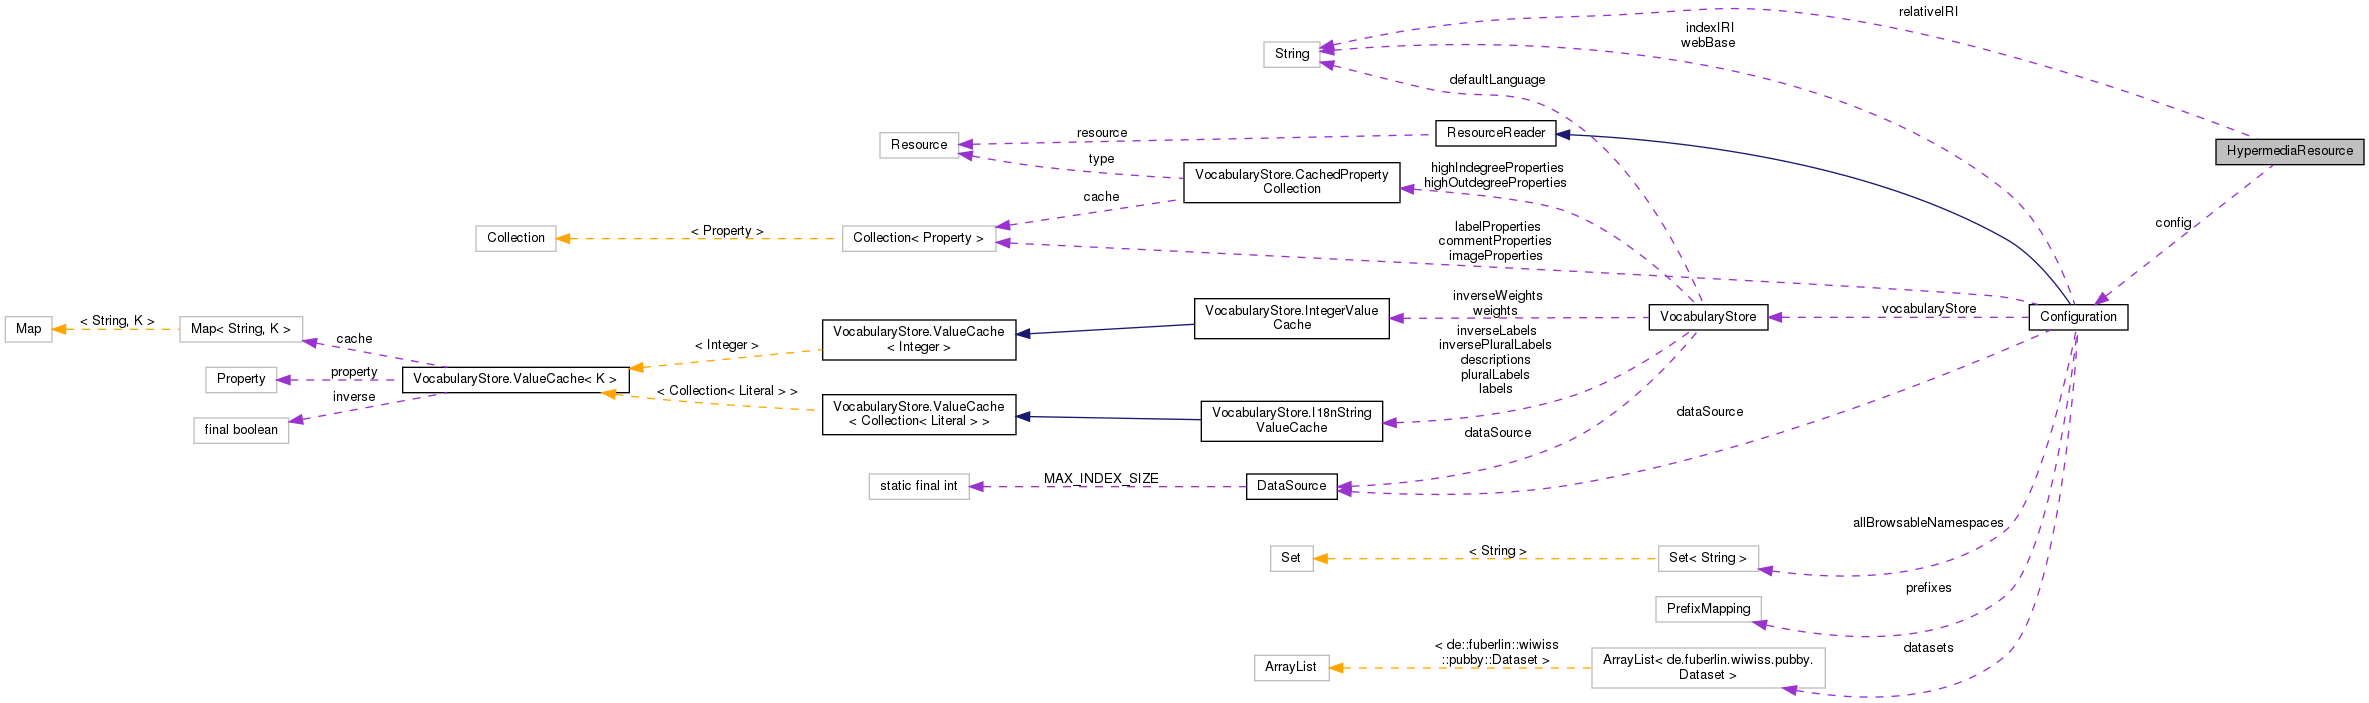 relativeIRI
indexIRI
webBase
String
defaultLanguage
resource
ResourceReader
Resource
HypermediaResource
type
VocabularyStore.CachedProperty
Collection
highIndegreeProperties
highOutdegreeProperties
cache
config
Collection
< Property >
Collection< Property >
labelProperties
commentProperties
imageProperties
inverseWeights
weights
VocabularyStore.IntegerValue
Cache
VocabularyStore
vocabularyStore
Configuration
Map
< String, K >
Map< String, K >
VocabularyStore.ValueCache
< Integer >
cache
< Integer >
inverseLabels
inversePluralLabels
descriptions
pluralLabels
labels
Property
property
VocabularyStore.ValueCache< K >
inverse
< Collection< Literal > >
VocabularyStore.ValueCache
< Collection< Literal > >
VocabularyStore.I18nString
ValueCache
dataSource
final boolean
dataSource
static final int
MAX_INDEX_SIZE
DataSource
allBrowsableNamespaces
Set
< String >
Set< String >
prefixes
PrefixMapping
datasets
ArrayList
< de::fuberlin::wiwiss
::pubby::Dataset >
ArrayList< de.fuberlin.wiwiss.pubby.
Dataset >